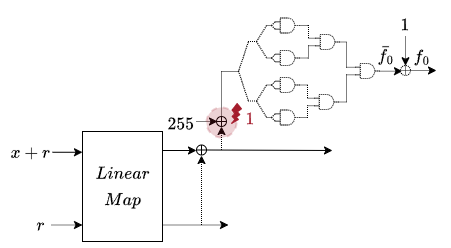 1
f̄₀ f₀
255 1
x + r
Linear
Map
r